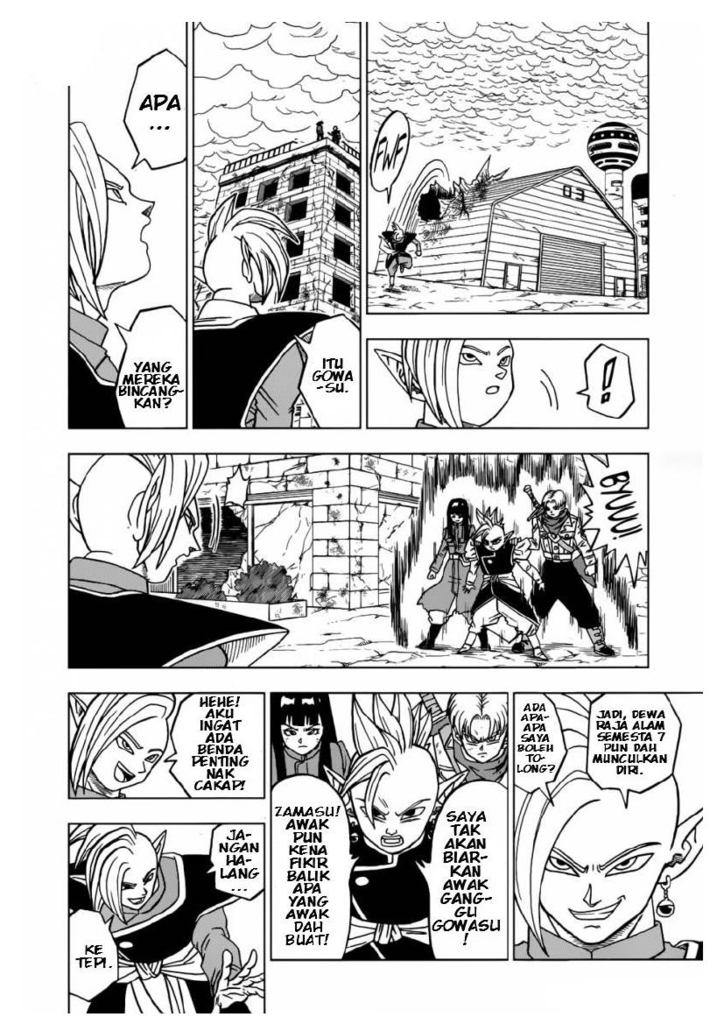 FWF
03
!
ITU
GOWA
-SU.
APA
...
YANG
MEREKA
BINCANG-
KAN?
BYUUU!
ADA
APA-
APA
SAYA
BOLEH
TO-
LONG?
JADI, DEWA
RAJA ALAM
SEMESTA 7
PUN DAH
MUNCULKAN
DIRI.
SAYA
TAK
AKAN
BIAR-
KAN
AWAK
GANG-
GU
GOWASU
!
ZAMASU!
AWAK
PUN
KENA
FIKIR
BALIK
APA
YANG
AWAK
DAH
BUAT!
HEHE!
AKU
INGAT
ADA
BENDA
PENTING
NAK
CAKAP!
JA-
NGAN
HA-
LANG
...
KE
TEPI.